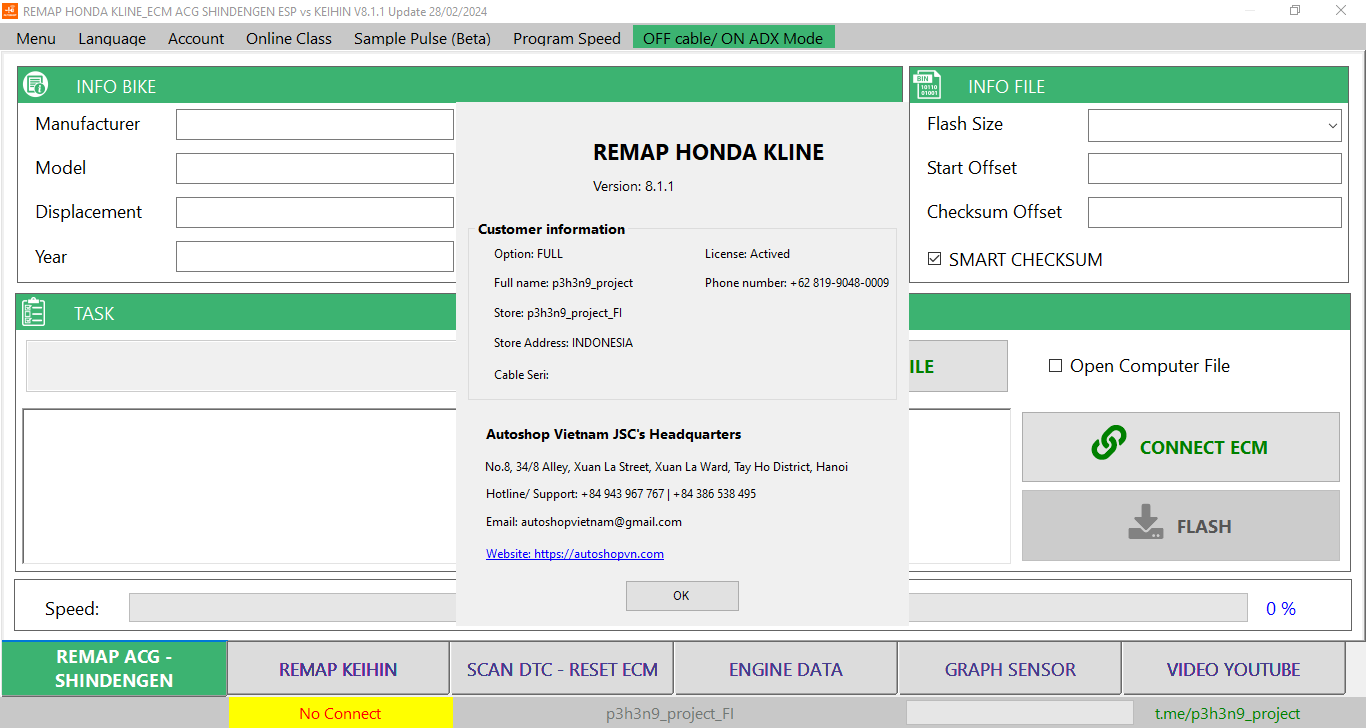 REMAP HONDA KLINE_ECM ACG SHINDENGEN ESP vs KEIHIN V8.1.1 Update 28/02/2024
Menu Language Account Online Class Sample Pulse (Beta) Program Speed OFF cable/ ON ADX Mode
INFO BIKE
Manufacturer
Model
Displacement
Year
BIN
10110
01001
INFO FILE
Flash Size
Start Offset
Checksum Offset
SMART CHECKSUM
REMAP HONDA KLINE
Version: 8.1.1
Customer information
Option: FULL License: Actived
Full name: p3h3n9_project Phone number: +62 819-9048-0009
Store: p3h3n9_project_FI
Store Address: INDONESIA
Cable Seri:
Autoshop Vietnam JSC's Headquarters
No.8, 34/8 Alley, Xuan La Street, Xuan La Ward, Tay Ho District, Hanoi
Hotline/ Support: +84 943 967 767 | +84 386 538 495
Email: autoshopvietnam@gmail.com
Website: https://autoshopvn.com
OK
TASK
ILE
Open Computer File
CONNECT ECM
FLASH
Speed: 0 %
REMAP ACG -
SHINDENGEN
REMAP KEIHIN
SCAN DTC - RESET ECM
ENGINE DATA
GRAPH SENSOR
VIDEO YOUTUBE
No Connect p3h3n9_project_FI t.me/p3h3n9_project